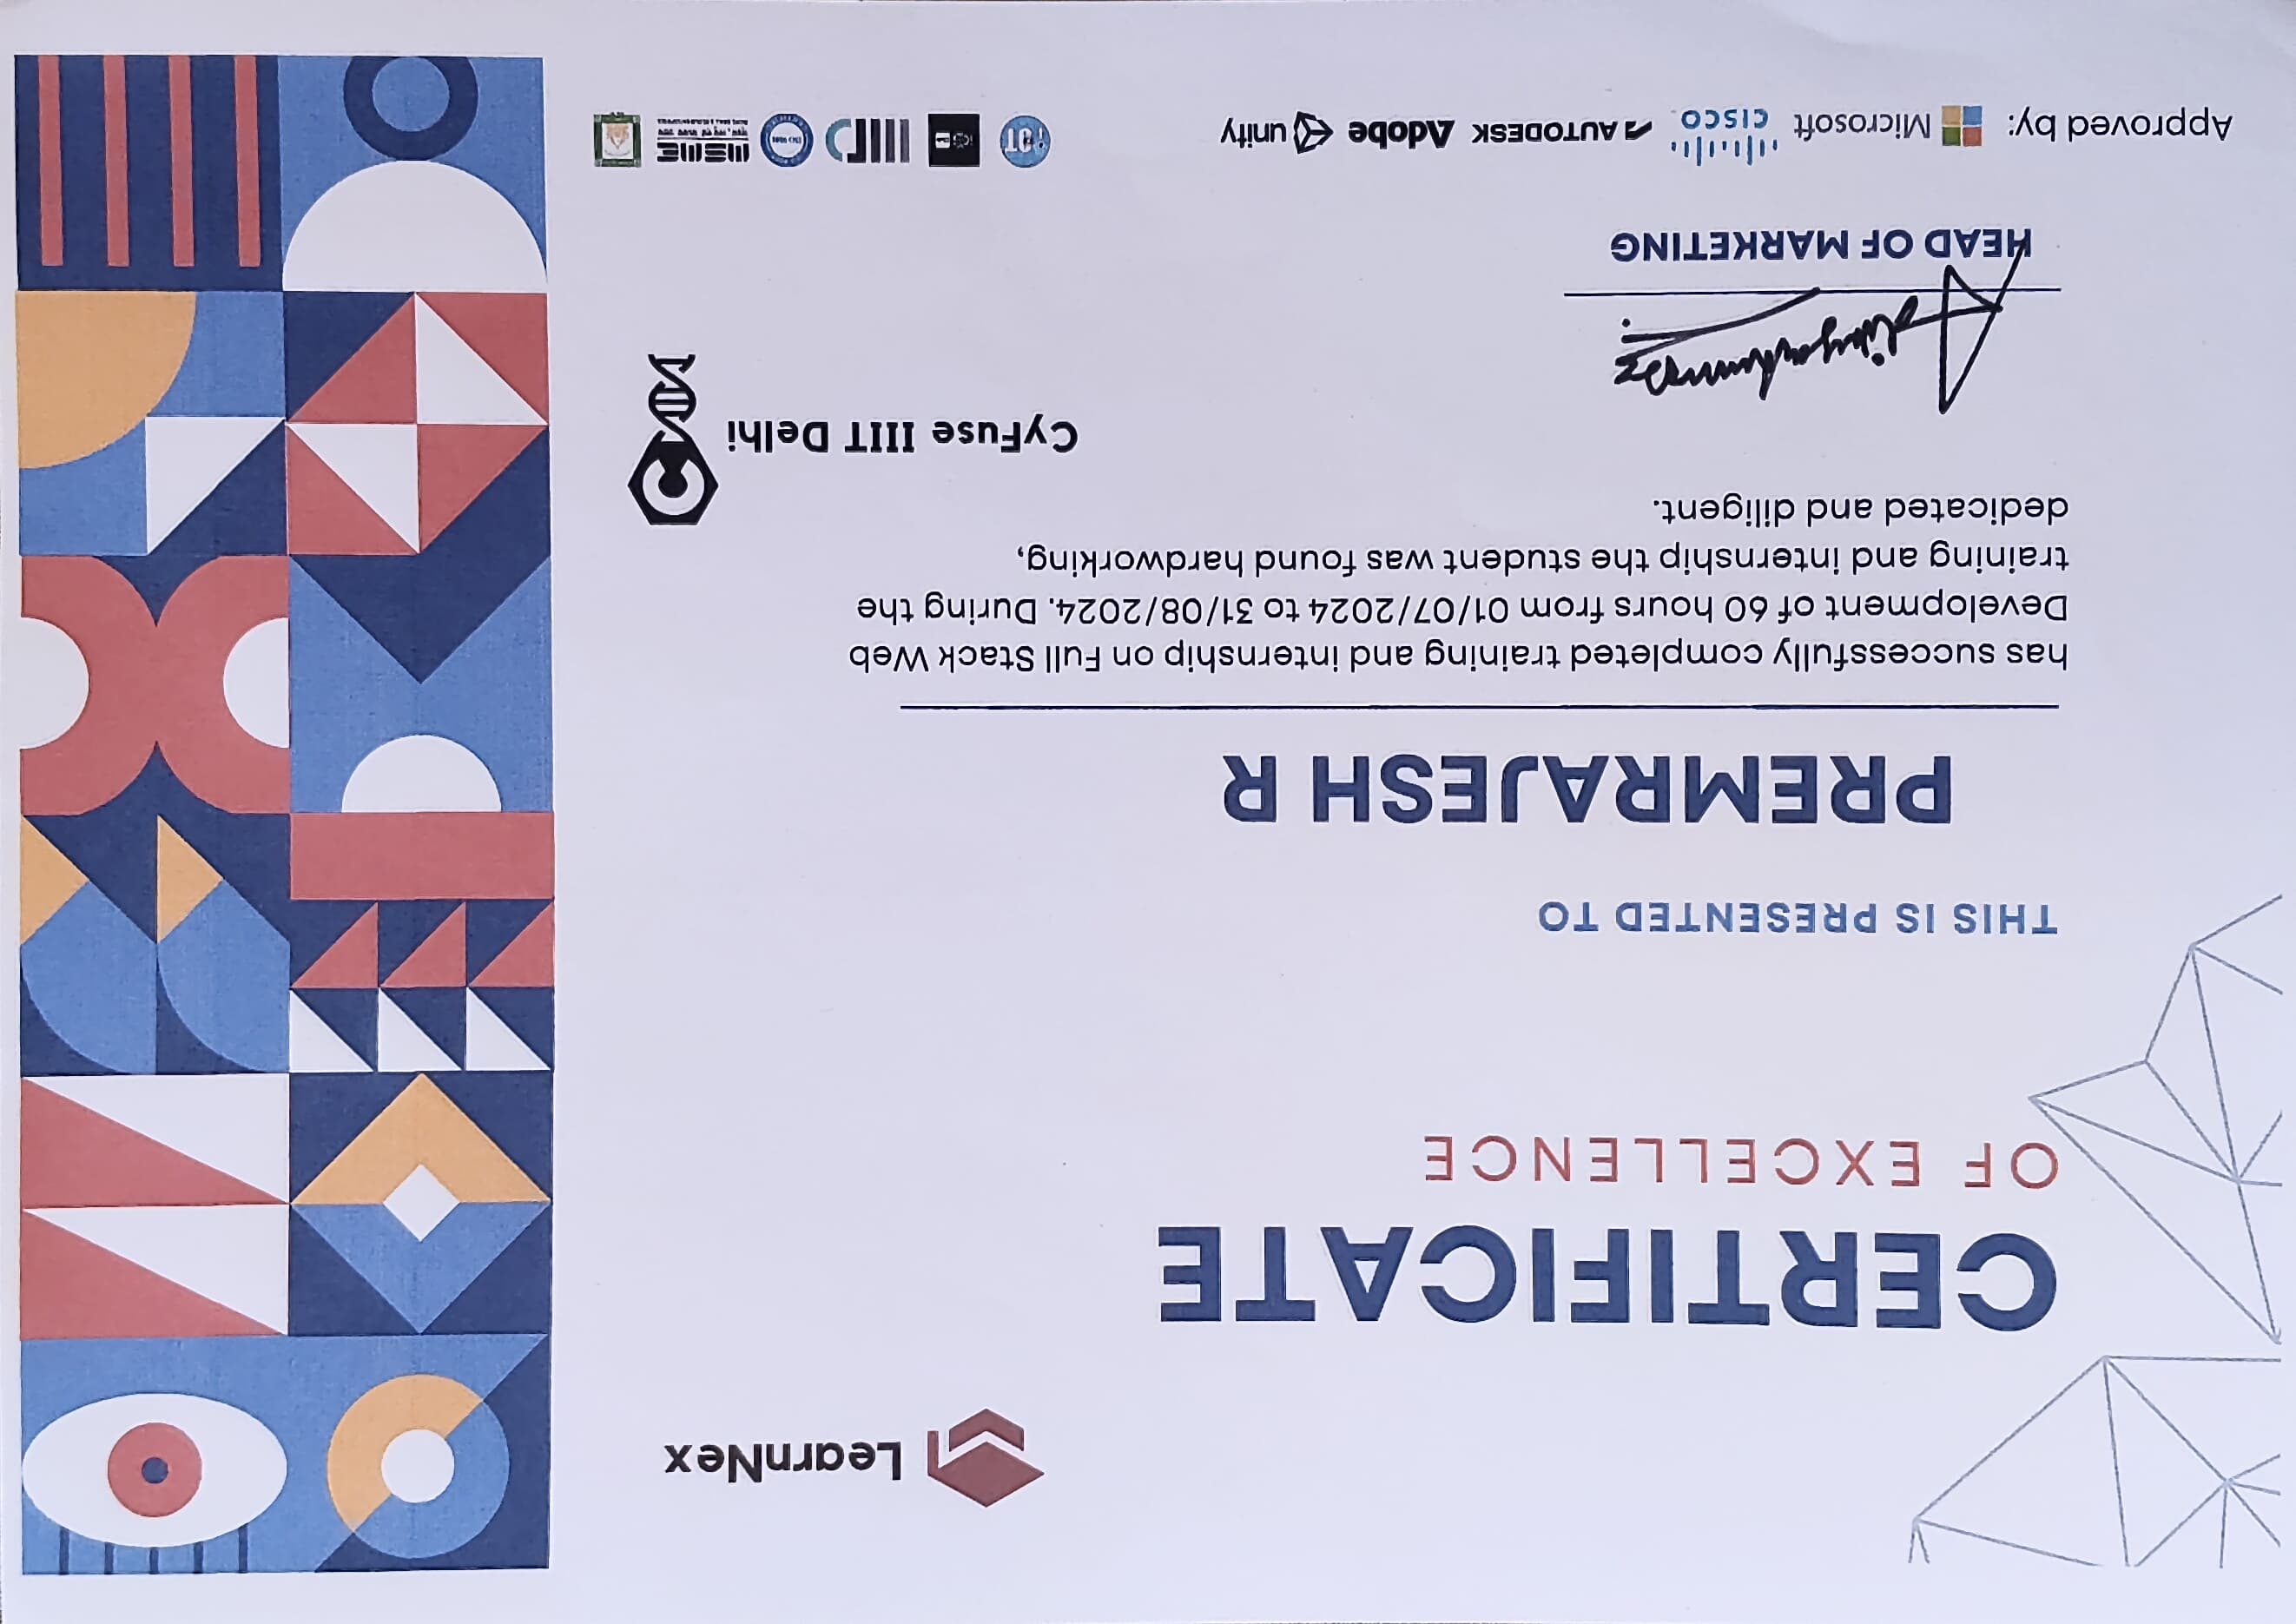 LearnNex
CERTIFICATE
OF EXCELLENCE
THIS IS PRESENTED TO
PREMRAJESH R
has successfully completed training and internship on Full Stack Web
Development of 60 hours from 01/07/2024 to 31/08/2024. During the
training and internship the student was found hardworking,
dedicated and diligent.
CyFuse IIIT Delhi
HEAD OF MARKETING
Approved by: Microsoft CISCO AUTODESK Adobe unity
MSME